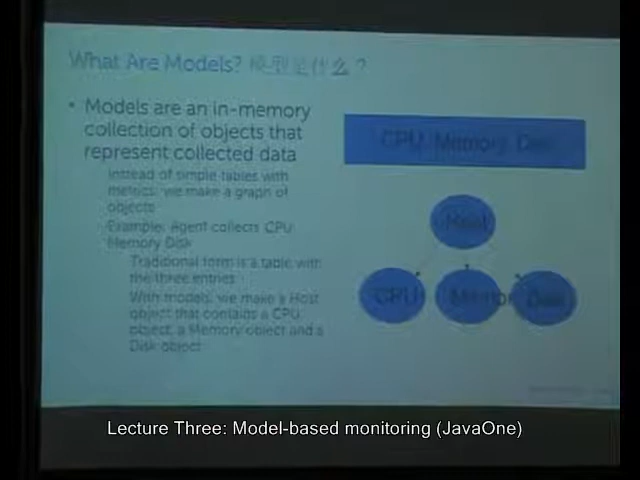 What Are Models? 模型是什么？
• Models are an in-memory
collection of objects that
represent collected data
Instead of simple tables with
metrics, we make a graph of
objects
Example: Agent collects CPU
Memory Disk
Traditional form is a table with
the three entries
With models, we make a Host
object that contains a CPU
object, a Memory object and a
Disk object
CPU Memory Disk
Host
CPU
Memor
Disk
Lecture Three: Model-based monitoring (JavaOne)